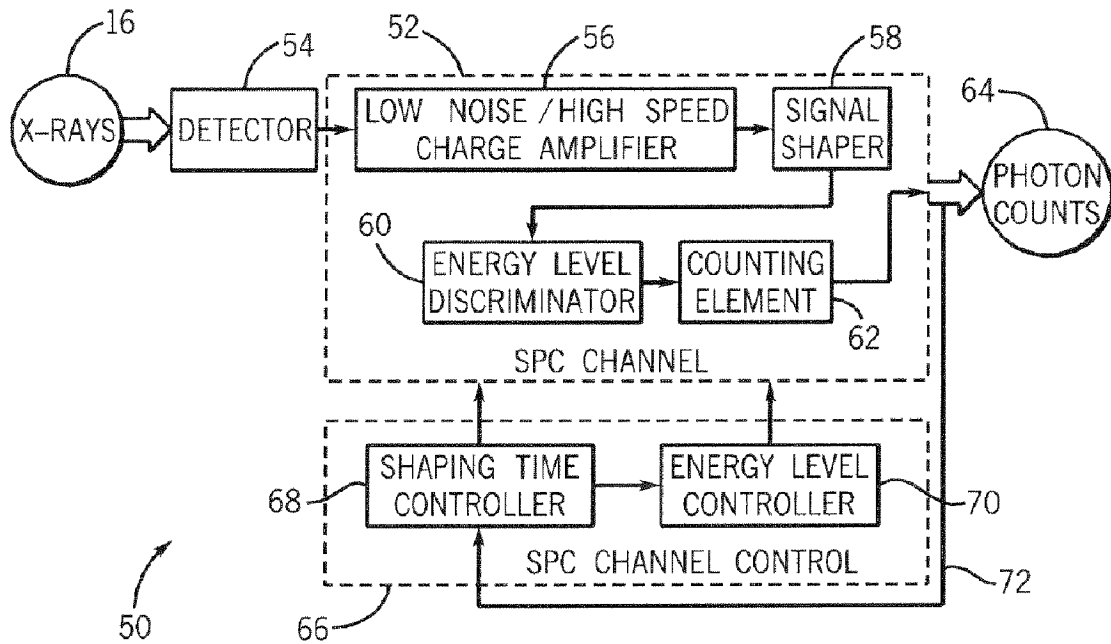 16
54
52
56
58
64
X-RAYS
DETECTOR
LOW NOISE/HIGH SPEED
CHARGE AMPLIFIER
SIGNAL
SHAPER
PHOTON
COUNTS
60
ENERGY LEVEL
DISCRIMINATOR
COUNTING
ELEMENT
62
SPC CHANNEL
68
SHAPING TIME
CONTROLLER
ENERGY LEVEL
CONTROLLER
70
SPC CHANNEL CONTROL
72
50
66